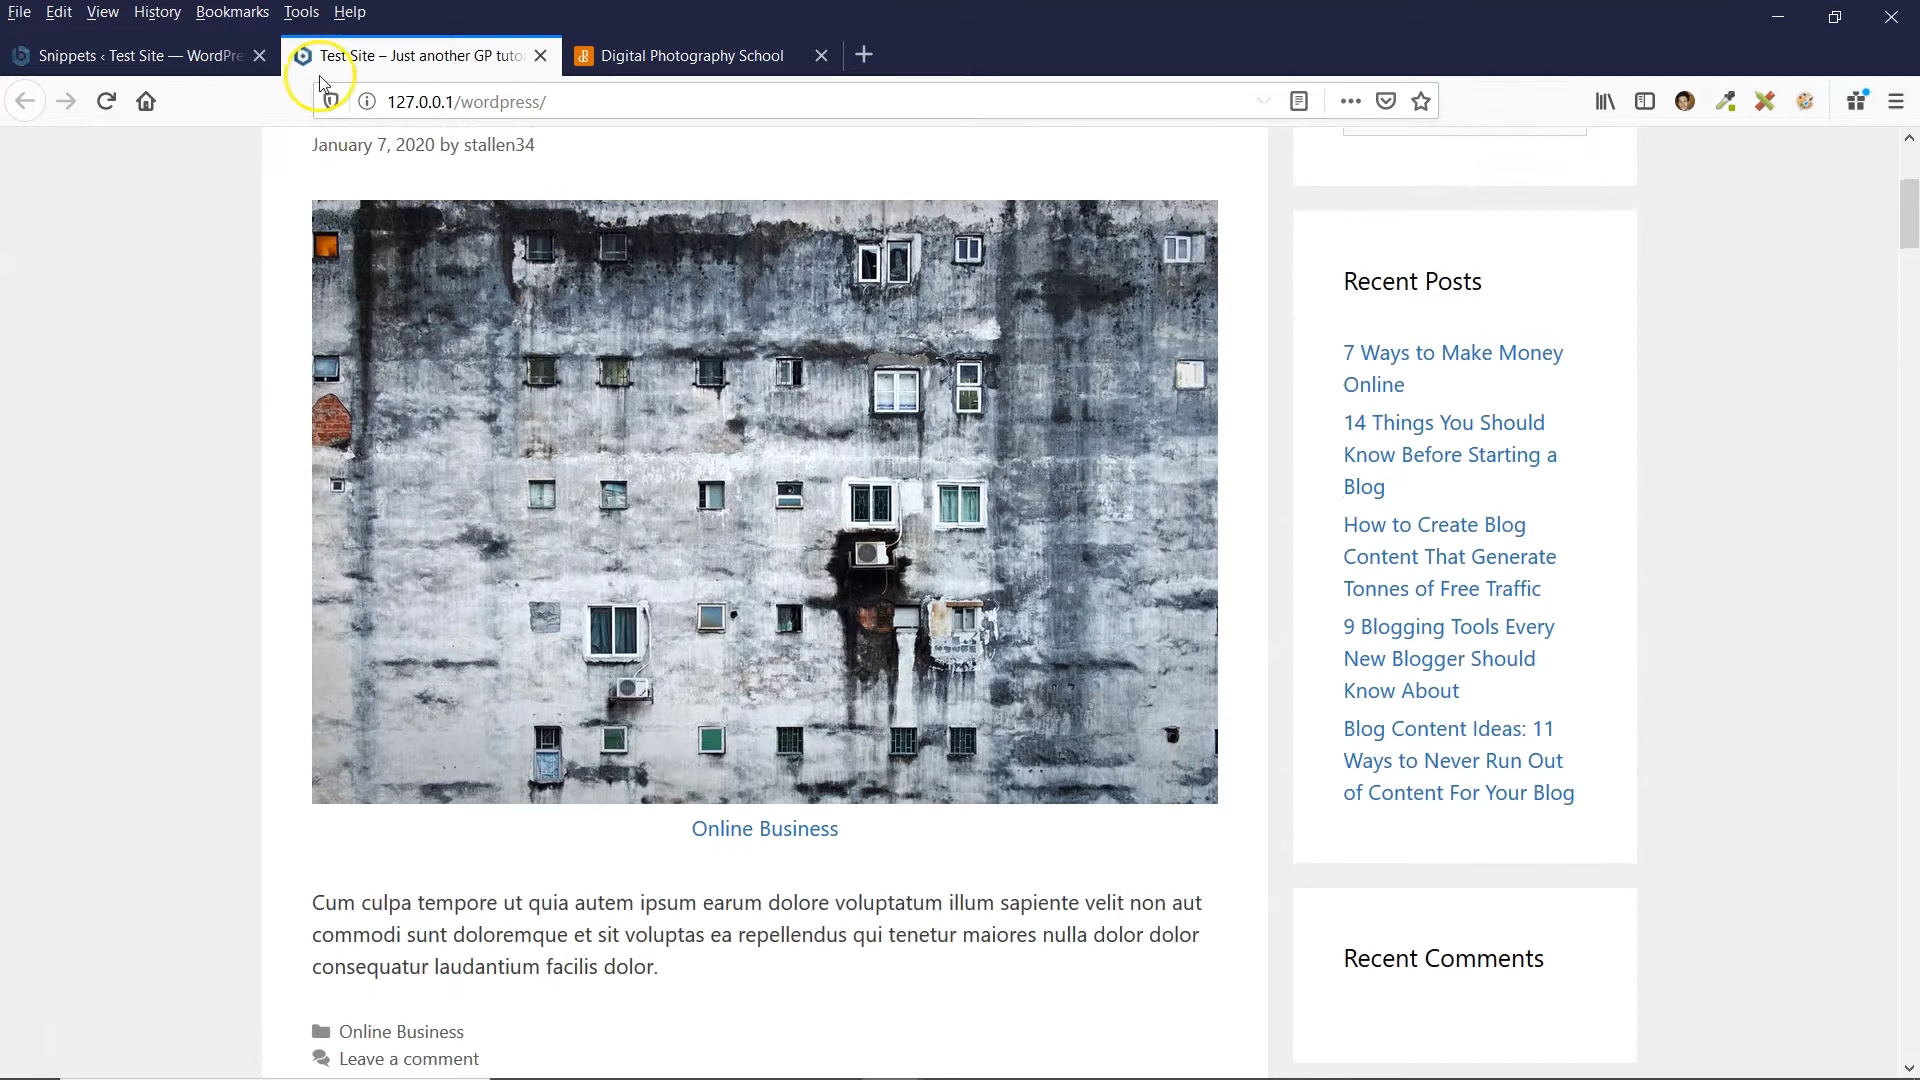 File Edit View History Bookmarks Tools Help
Snippets ‹ Test Site — WordPre
Test Site – Just another GP tuto
Digital Photography School
127.0.0.1/wordpress/
January 7, 2020 by stallen34
Online Business
Cum culpa tempore ut quia autem ipsum earum dolore voluptatum illum sapiente velit non aut
commodi sunt doloremque et sit voluptas ea repellendus qui tenetur maiores nulla dolor dolor
consequatur laudantium facilis dolor.
Online Business
Leave a comment
Recent Posts
7 Ways to Make Money
Online
14 Things You Should
Know Before Starting a
Blog
How to Create Blog
Content That Generate
Tonnes of Free Traffic
9 Blogging Tools Every
New Blogger Should
Know About
Blog Content Ideas: 11
Ways to Never Run Out
of Content For Your Blog
Recent Comments